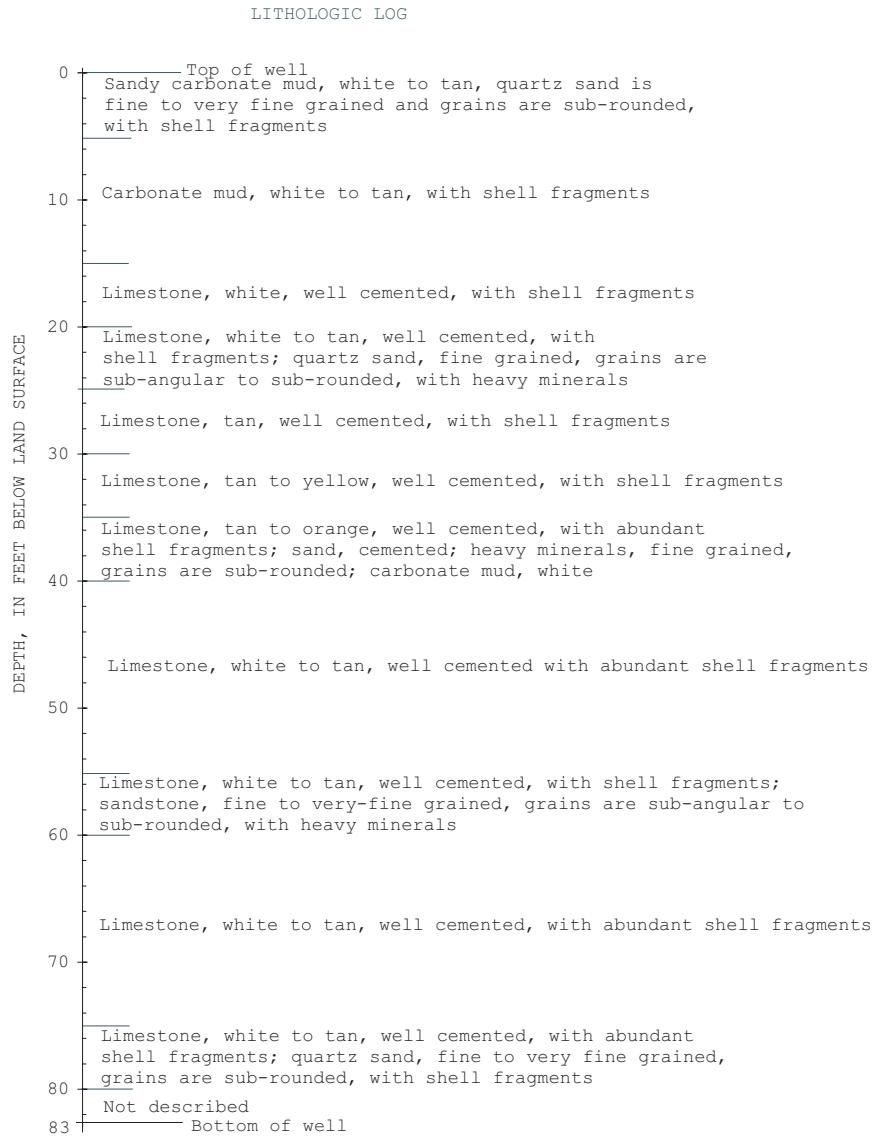 LITHOLOGIC LOG
0
Top of well
Sandy carbonate mud, white to tan, quartz sand is
fine to very fine grained and grains are sub-rounded,
with shell fragments
10
Carbonate mud, white to tan, with shell fragments
Limestone, white, well cemented, with shell fragments
20
Limestone, white to tan, well cemented, with
shell fragments; quartz sand, fine grained, grains are
sub-angular to sub-rounded, with heavy minerals
Limestone, tan, well cemented, with shell fragments
30
Limestone, tan to yellow, well cemented, with shell fragments
Limestone, tan to orange, well cemented, with abundant
shell fragments; sand, cemented; heavy minerals, fine grained,
grains are sub-rounded; carbonate mud, white
40
DEPTH, IN FEET BELOW LAND SURFACE
Limestone, white to tan, well cemented with abundant shell fragments
50
Limestone, white to tan, well cemented, with shell fragments;
sandstone, fine to very-fine grained, grains are sub-angular to
sub-rounded, with heavy minerals
60
Limestone, white to tan, well cemented, with abundant shell fragments
70
Limestone, white to tan, well cemented, with abundant
shell fragments; quartz sand, fine to very fine grained,
grains are sub-rounded, with shell fragments
80
Not described
83
Bottom of well